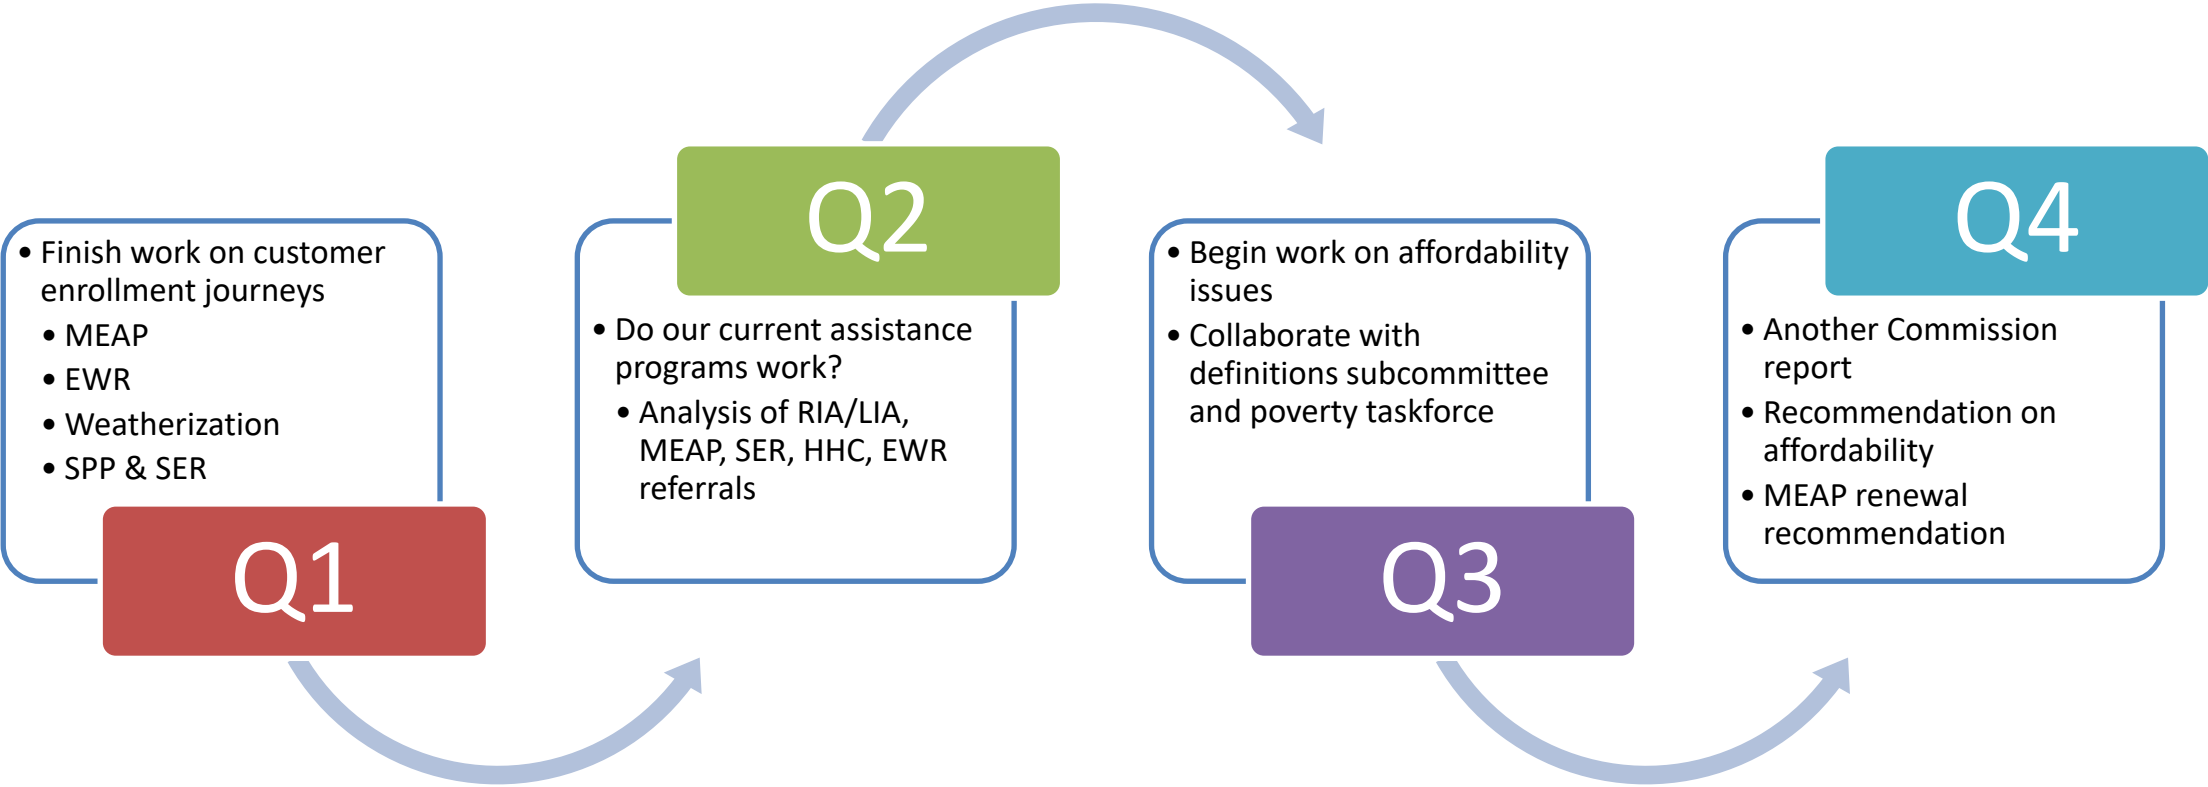 • Finish work on customer
enrollment journeys
• MEAP
• EWR
• Weatherization
• SPP & SER
Q1
Q2
• Do our current assistance
programs work?
• Analysis of RIA/LIA,
MEAP, SER, HHC, EWR
referrals
• Begin work on affordability
issues
• Collaborate with
definitions subcommittee
and poverty taskforce
Q3
Q4
• Another Commission
report
• Recommendation on
affordability
• MEAP renewal
recommendation